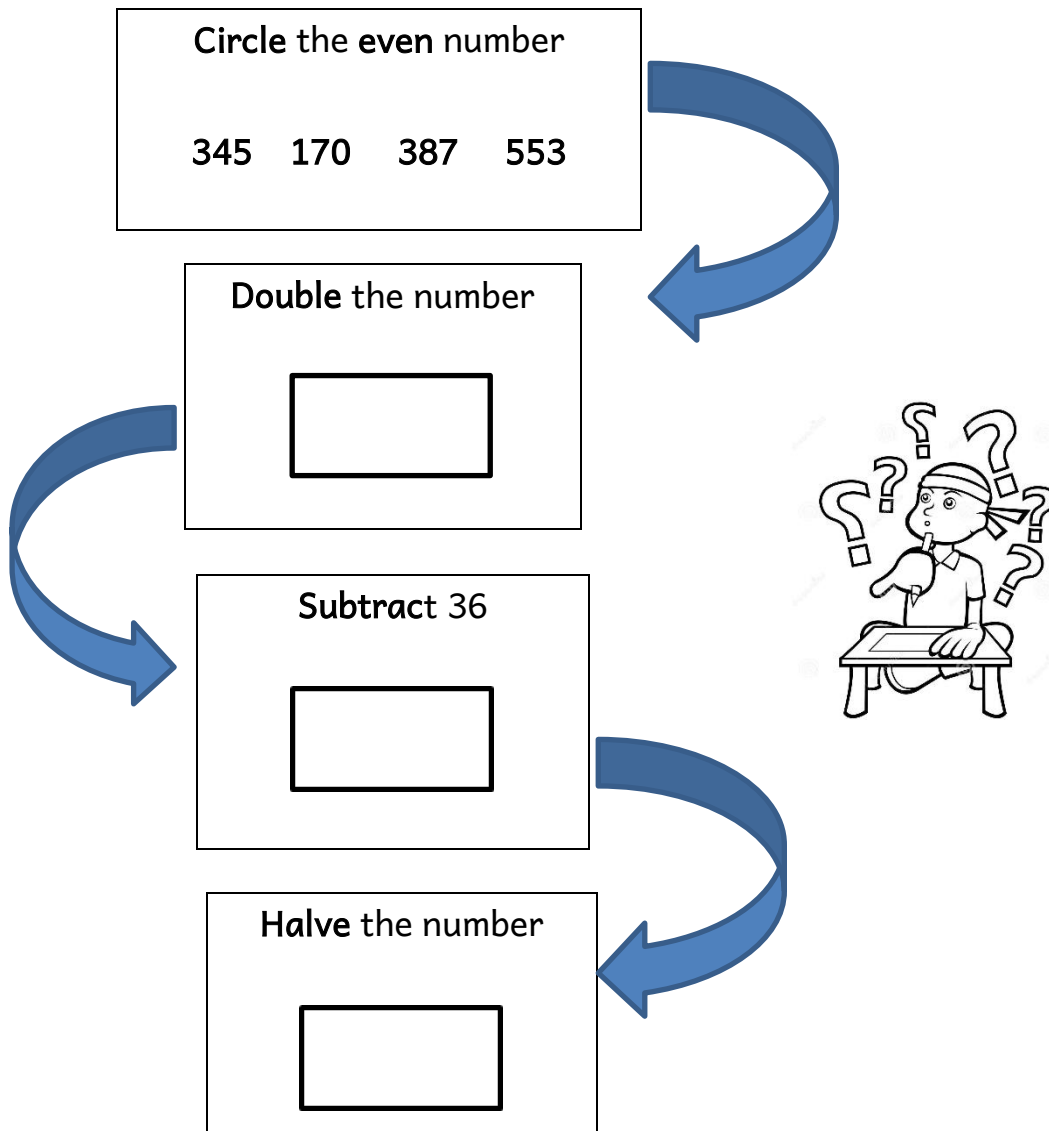 Circle the even number
345 170 387 553
Double the number
Subtract 36
Halve the number